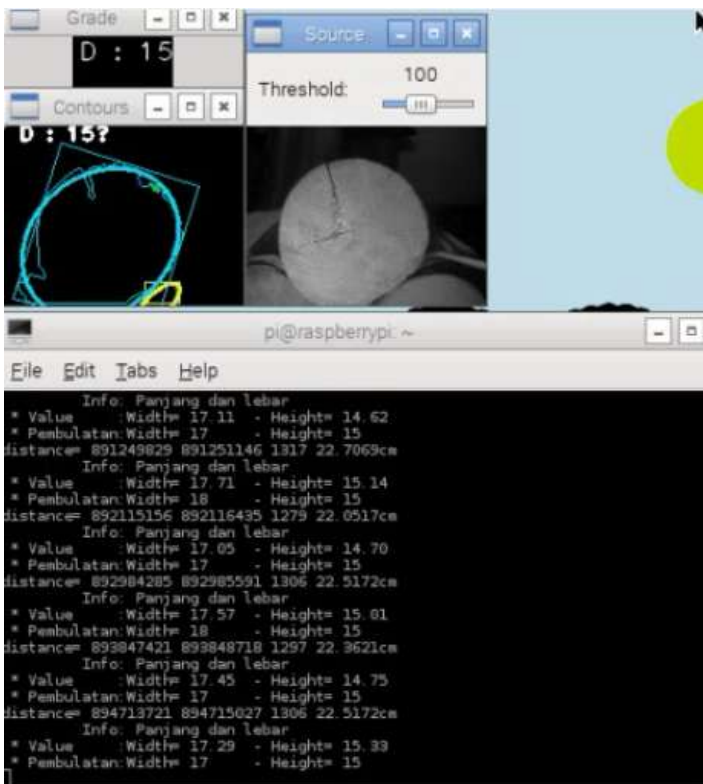 Grade
D : 15
Source
Threshold:
100
Contours
D : 15?
pi@raspberrypi: ~
File Edit Tabs Help
Info: Panjang dan lebar
* Value :Width= 17.11 - Height= 14.62
* Pembulatan:Width= 17 - Height= 15
distance= 891249829 891251146 1317 22.7069cm
Info: Panjang dan lebar
* Value :Width= 17.71 - Height= 15.14
* Pembulatan:Width= 18 - Height= 15
distance= 892115156 892116435 1279 22.0517cm
Info: Panjang dan lebar
* Value :Width= 17.05 - Height= 14.70
* Pembulatan:Width= 17 - Height= 15
distance= 892984285 892985591 1306 22.5172cm
Info: Panjang dan lebar
* Value :Width= 17.57 - Height= 15.01
* Pembulatan:Width= 18 - Height= 15
distance= 893847421 893848718 1297 22.3621cm
Info: Panjang dan lebar
* Value :Width= 17.45 - Height= 14.75
* Pembulatan:Width= 17 - Height= 15
distance= 894713721 894715027 1306 22.5172cm
Info: Panjang dan lebar
* Value :Width= 17.29 - Height= 15.33
* Pembulatan:Width= 17 - Height= 15